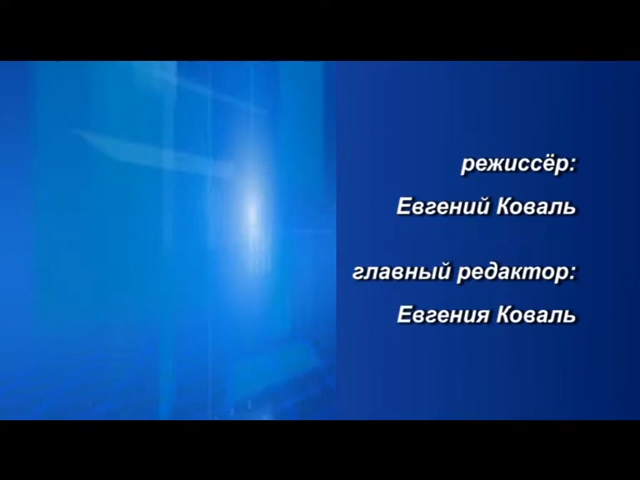 режиссёр:
Евгений Коваль
главный редактор:
Евгения Коваль